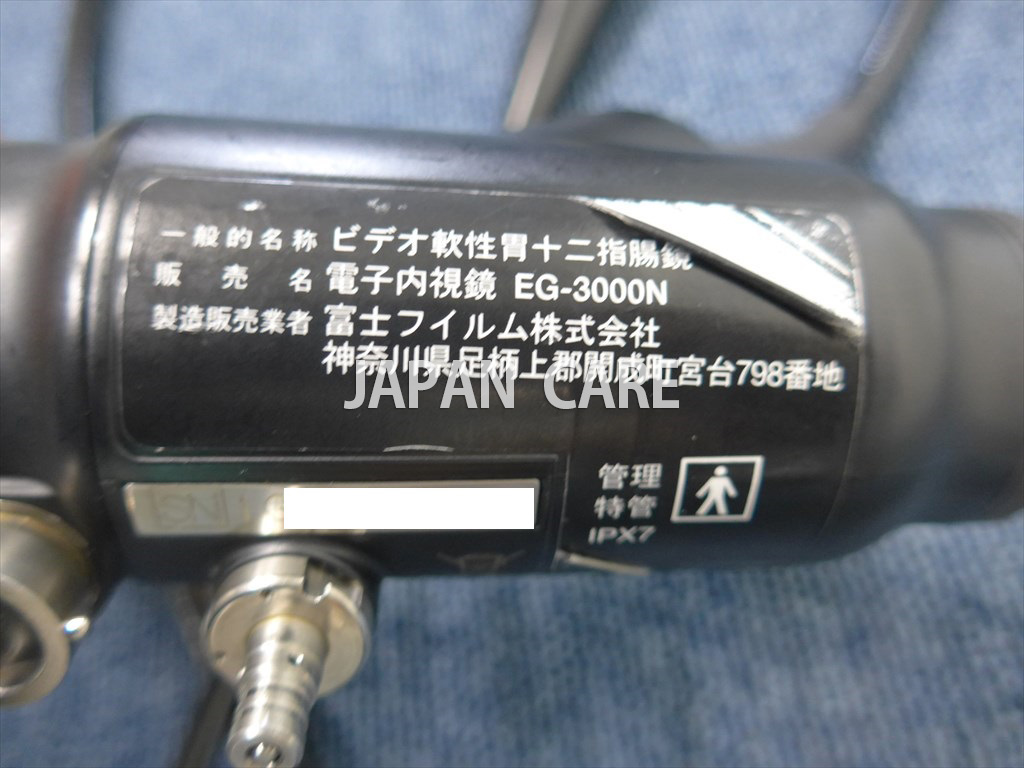 一般的名称 ビデオ軟性胃十二指腸鏡
販売名 電子内視鏡 EG-3000N
製造販売業者 富士フイルム株式会社
神奈川県足柄上郡開成町宮台798番地
JAPAN CARE
SN
管理
特管
IPX7